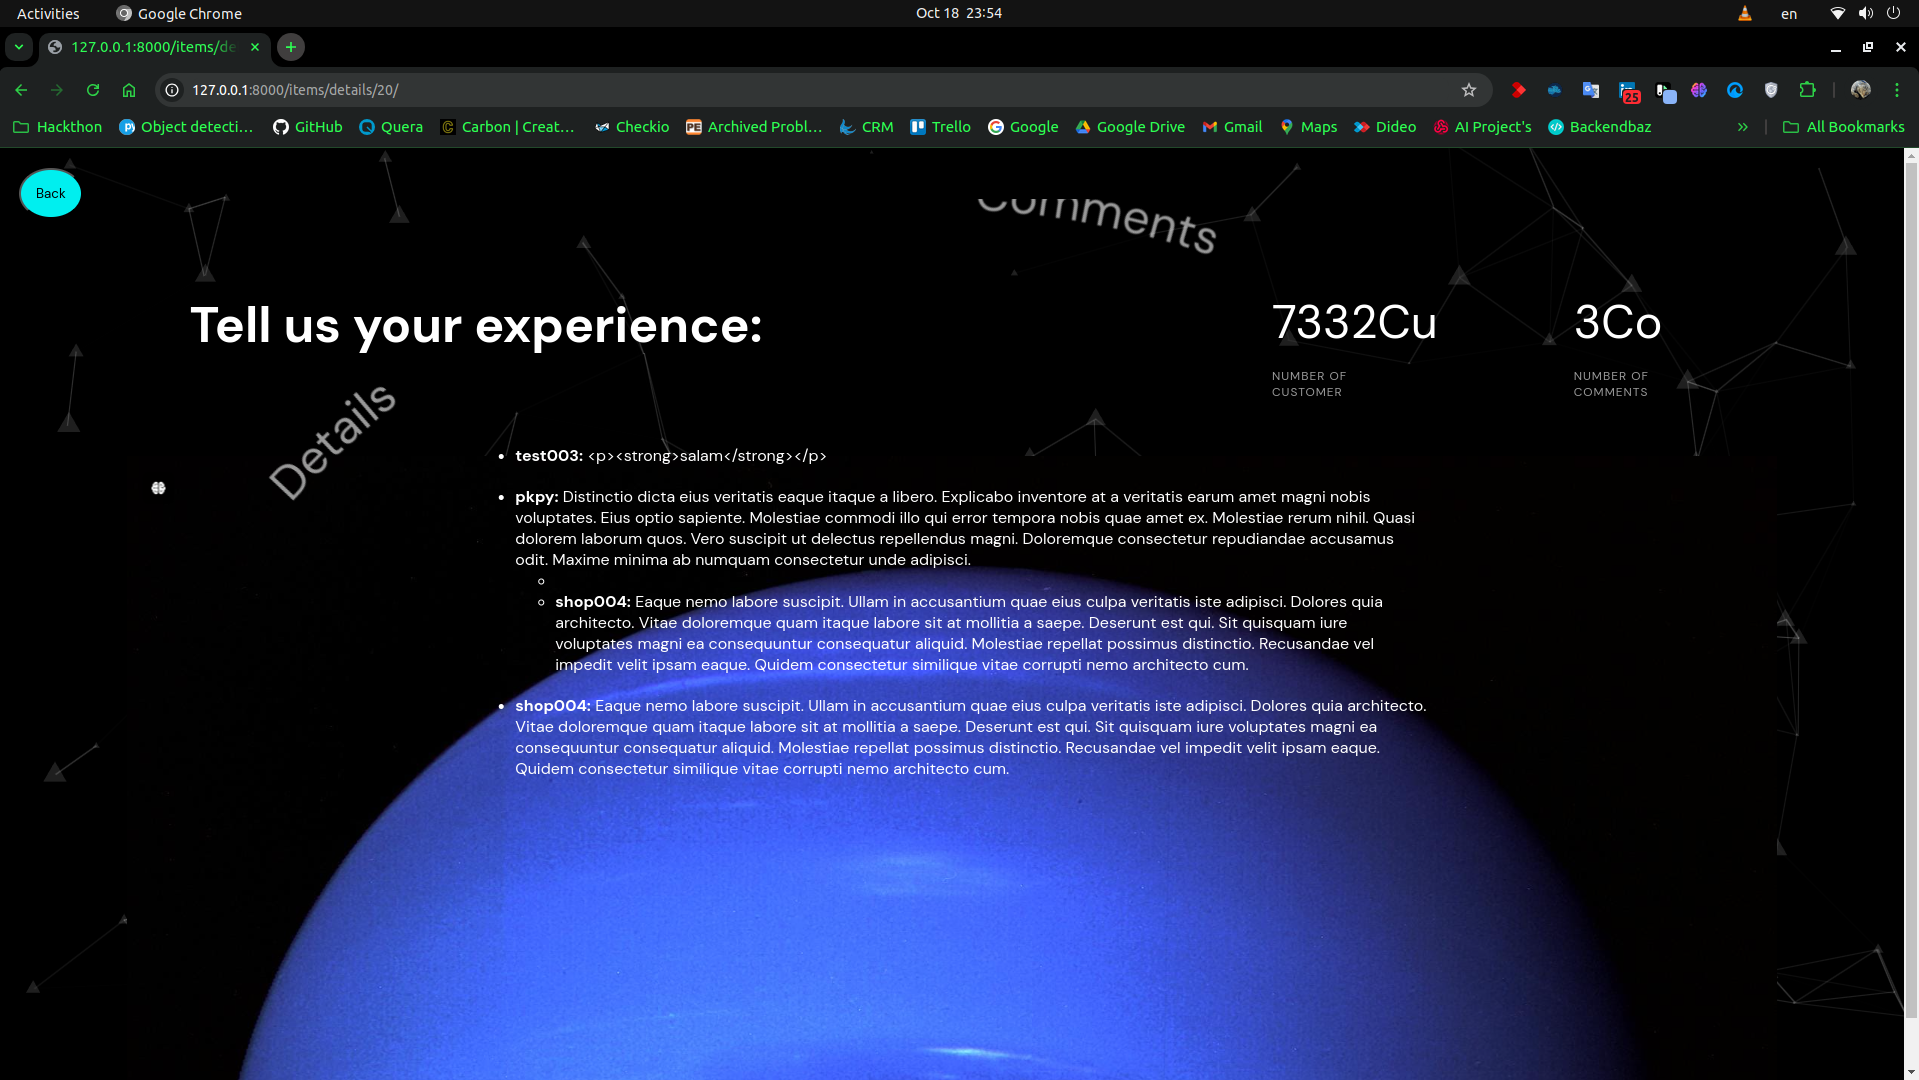 Activities
Google Chrome
Oct 18 23:54
en
127.0.0.1:8000/items/de
127.0.0.1:8000/items/details/20/
25
Hackthon
Object detecti...
GitHub
Quera
Carbon | Creat...
Checkio
Archived Probl...
CRM
Trello
Google
Google Drive
Gmail
Maps
Dideo
AI Project's
Backendbaz
»
All Bookmarks
Back
Comments
Tell us your experience:
7332Cu
3Co
NUMBER OF
CUSTOMER
NUMBER OF
COMMENTS
Details
• test003: <p><strong>salam</strong></p>
• pkpy: Distinctio dicta eius veritatis eaque itaque a libero. Explicabo inventore at a veritatis earum amet magni nobis
voluptates. Eius optio sapiente. Molestiae commodi illo qui error tempora nobis quae amet ex. Molestiae rerum nihil. Quasi
dolorem laborum quos. Vero suscipit ut delectus repellendus magni. Doloremque consectetur repudiandae accusamus
odit. Maxime minima ab numquam consectetur unde adipisci.
shop004: Eaque nemo labore suscipit. Ullam in accusantium quae eius culpa veritatis iste adipisci. Dolores quia
architecto. Vitae doloremque quam itaque labore sit at mollitia a saepe. Deserunt est qui. Sit quisquam iure
voluptates magni ea consequuntur consequatur aliquid. Molestiae repellat possimus distinctio. Recusandae vel
impedit velit ipsam eaque. Quidem consectetur similique vitae corrupti nemo architecto cum.
• shop004: Eaque nemo labore suscipit. Ullam in accusantium quae eius culpa veritatis iste adipisci. Dolores quia architecto.
Vitae doloremque quam itaque labore sit at mollitia a saepe. Deserunt est qui. Sit quisquam iure voluptates magni ea
consequuntur consequatur aliquid. Molestiae repellat possimus distinctio. Recusandae vel impedit velit ipsam eaque.
Quidem consectetur similique vitae corrupti nemo architecto cum.